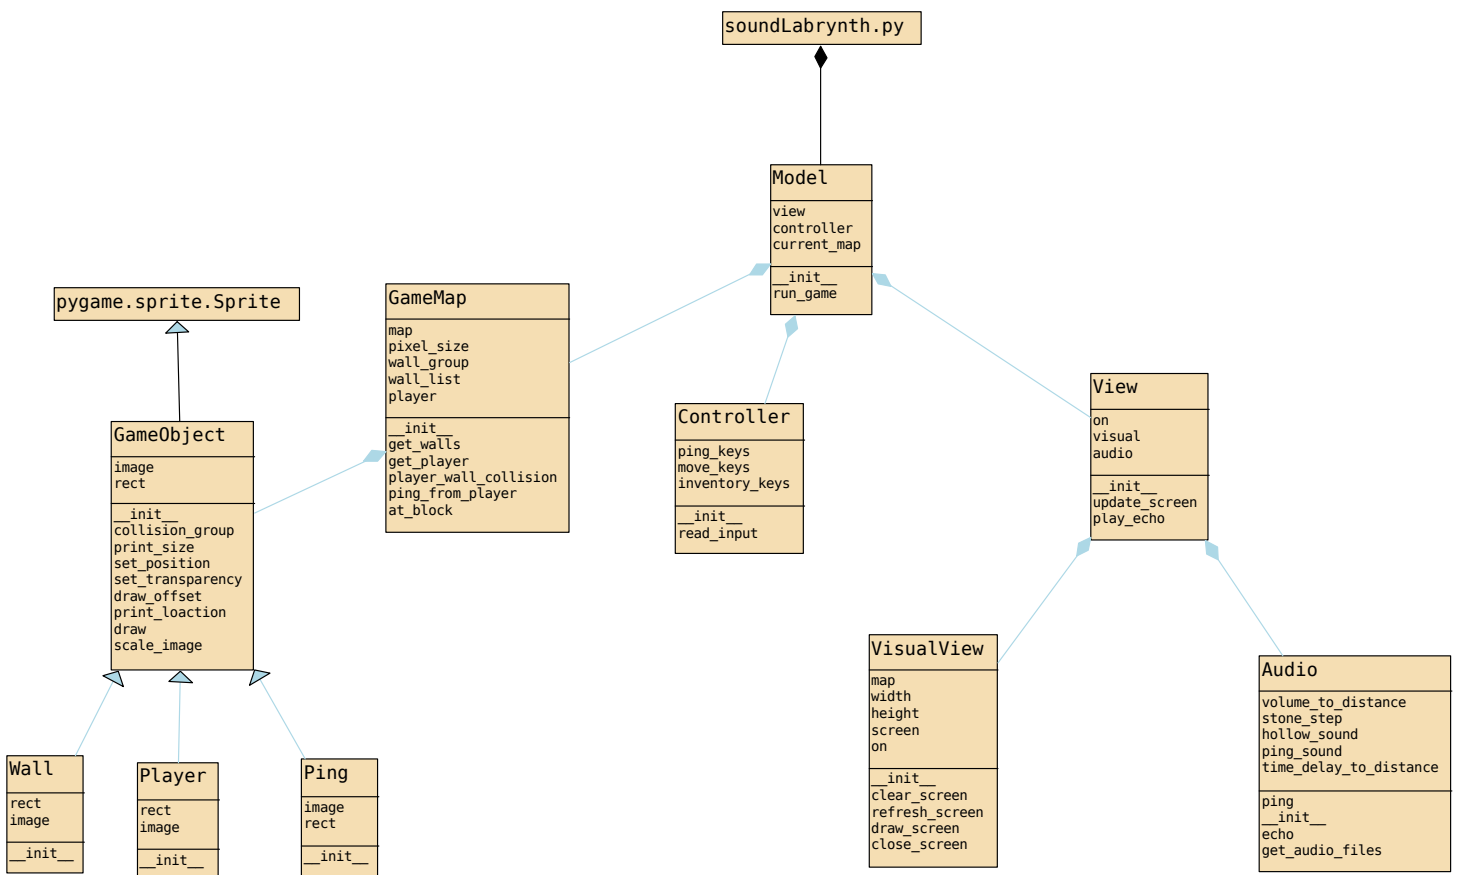 soundLabrynth.py
Model
view
controller
current_map
__init__
run_game
pygame.sprite.Sprite
GameMap
map
pixel_size
wall_group
wall_list
player
__init__
get_walls
get_player
player_wall_collision
ping_from_player
at_block
GameObject
image
rect
__init__
collision_group
print_size
set_position
set_transparency
draw_offset
print_loaction
draw
scale_image
Controller
ping_keys
move_keys
inventory_keys
__init__
read_input
View
on
visual
audio
__init__
update_screen
play_echo
VisualView
map
width
height
screen
on
__init__
clear_screen
refresh_screen
draw_screen
close_screen
Audio
volume_to_distance
stone_step
hollow_sound
ping_sound
time_delay_to_distance
ping
__init__
echo
get_audio_files
Wall
rect
image
__init__
Player
rect
image
__init__
Ping
image
rect
__init__